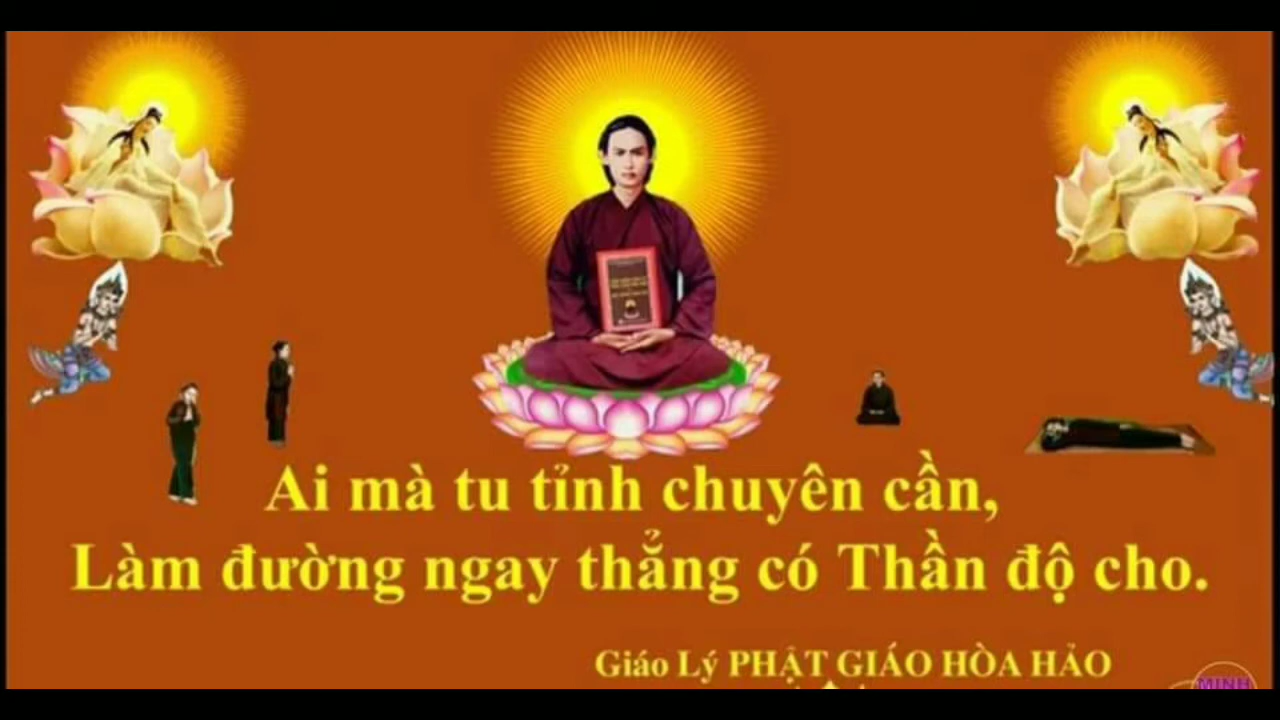 Ai mà tu tỉnh chuyên cần,
Làm đường ngay thẳng có Thần độ cho.
Giáo Lý PHẬT GIÁO HÒA HẢO
MINH